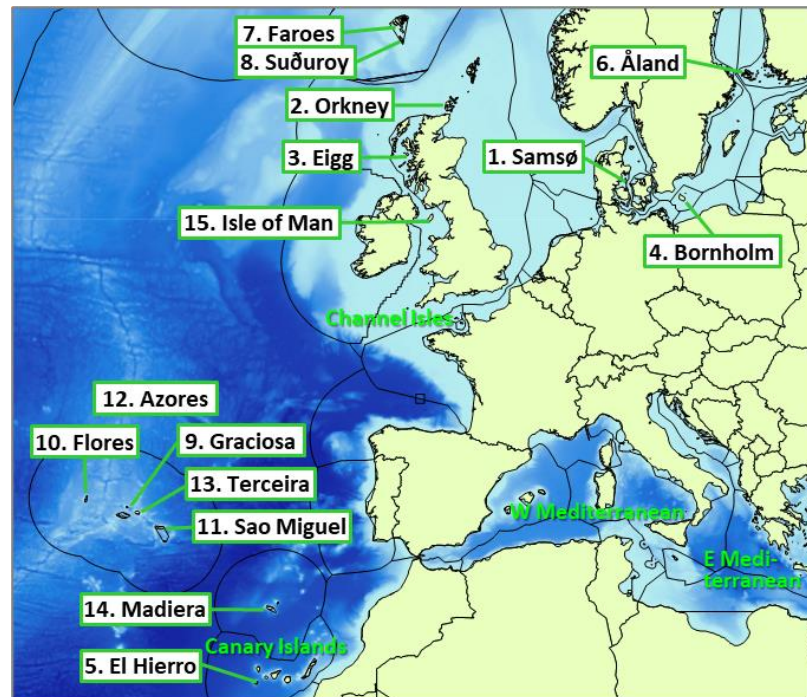 7. Faroes
8. Suðuroy
6. Åland
2. Orkney
3. Eigg
1. Samsø
15. Isle of Man
4. Bornholm
Channel Isles
12. Azores
10. Flores
9. Graciosa
13. Terceira
11. Sao Miguel
W Mediterranean
E Medi-
terranean
14. Madiera
Canary Islands
5. El Hierro